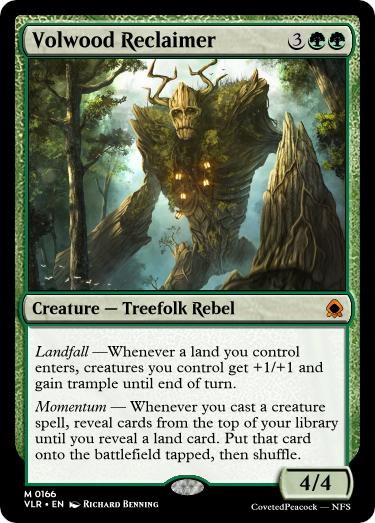 Volwood Reclaimer 3
Creature — Treefolk Rebel
Landfall —Whenever a land you control
enters, creatures you control get +1/+1 and
gain trample until end of turn.
Momentum — Whenever you cast a creature
spell, reveal cards from the top of your library
until you reveal a land card. Put that card
onto the battlefield tapped, then shuffle.
4/4
M 0166
VLR • EN Richard Benning
CovetedPeacock — NFS